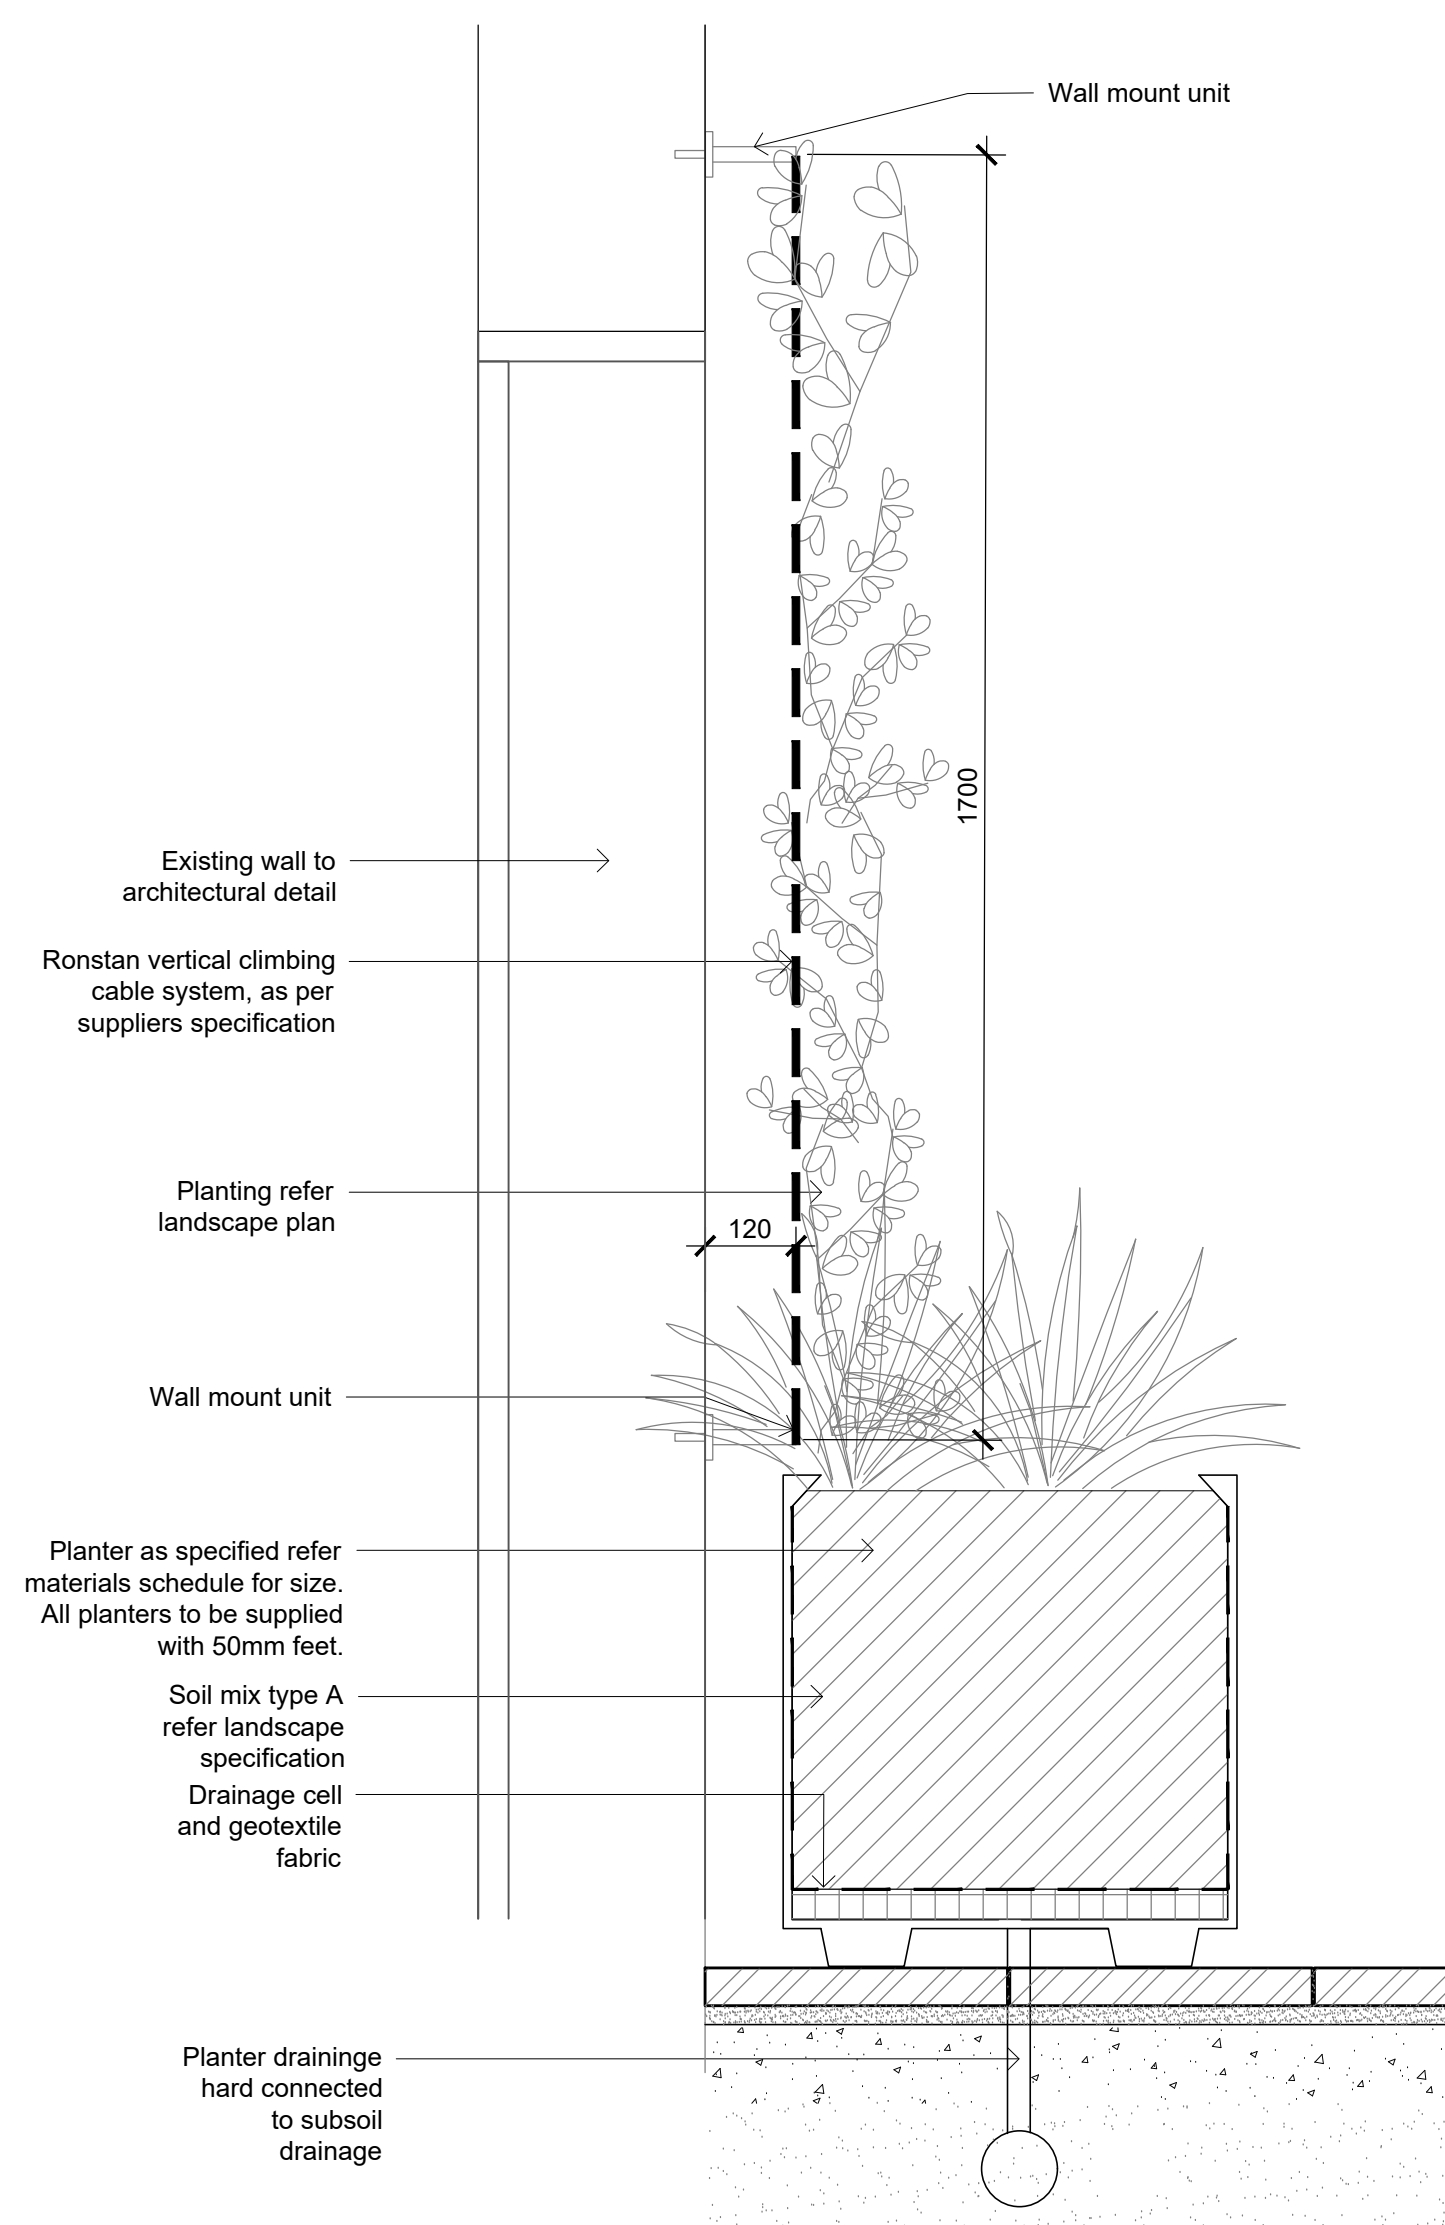 Wall mount unit
1700
Existing wall to
architectural detail
Ronstan vertical climbing
cable system, as per
suppliers specification
Planting refer
landscape plan
120
Wall mount unit
Planter as specified refer
materials schedule for size.
All planters to be supplied
with 50mm feet.
Soil mix type A
refer landscape
specification
Drainage cell
and geotextile
fabric
Planter draininge
hard connected
to subsoil
drainage